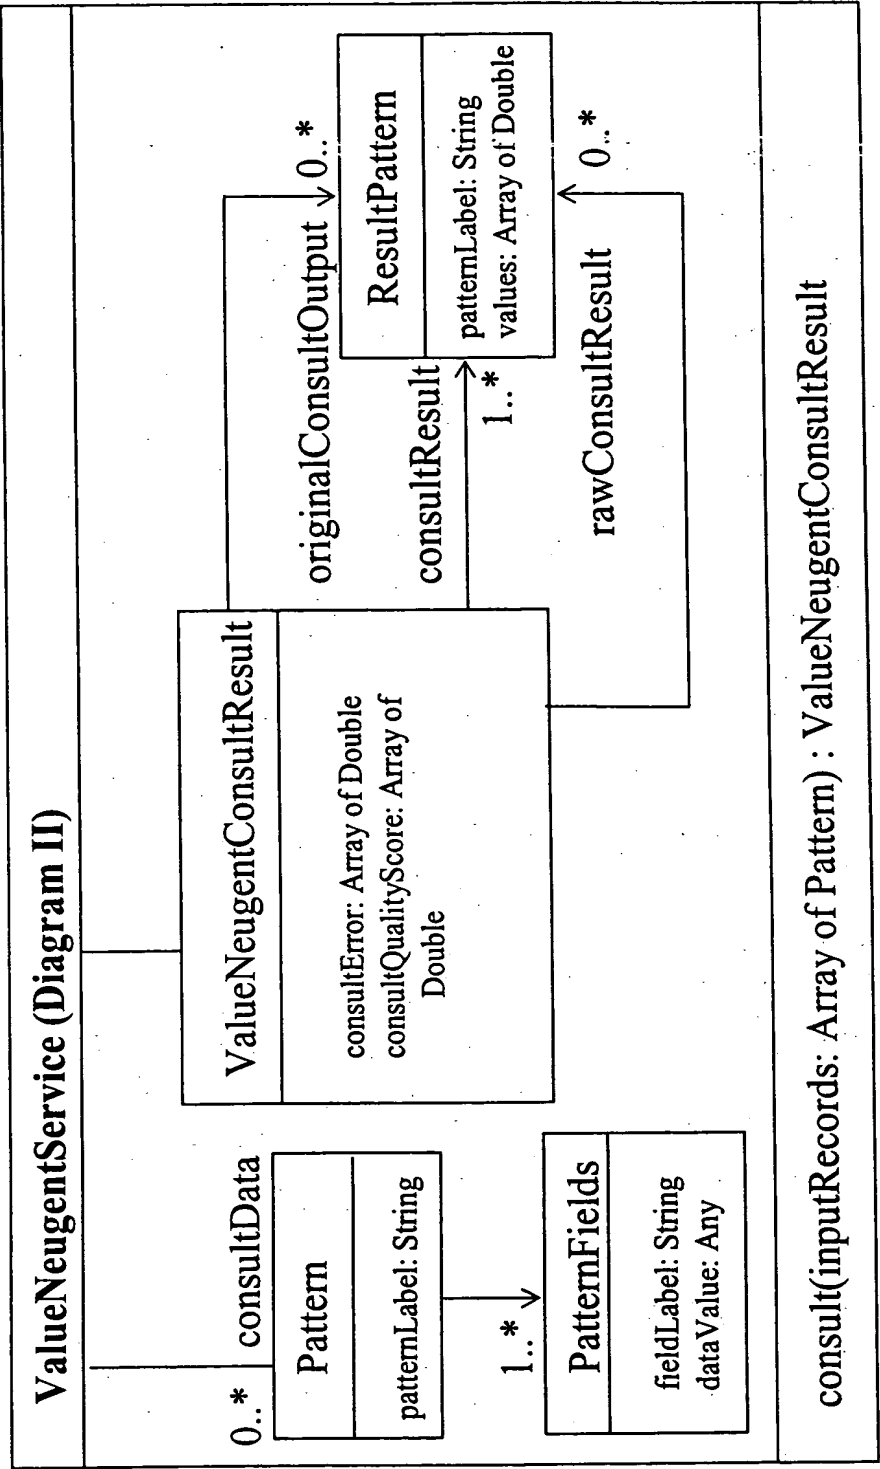 ValueNeugentService (Diagram II)
0..*
consultData
Pattern
patternLabel: String
1..*
PatternFields
fieldLabel: String
dataValue: Any
ValueNeugentConsultResult
consultError: Array of Double
consultQualityScore: Array of
Double
originalConsultOutput
0..*
consultResult
1..*
rawConsultResult
0..*
ResultPattern
patternLabel: String
values: Array of Double
consult(inputRecords: Array of Pattern) : ValueNeugentConsultResult